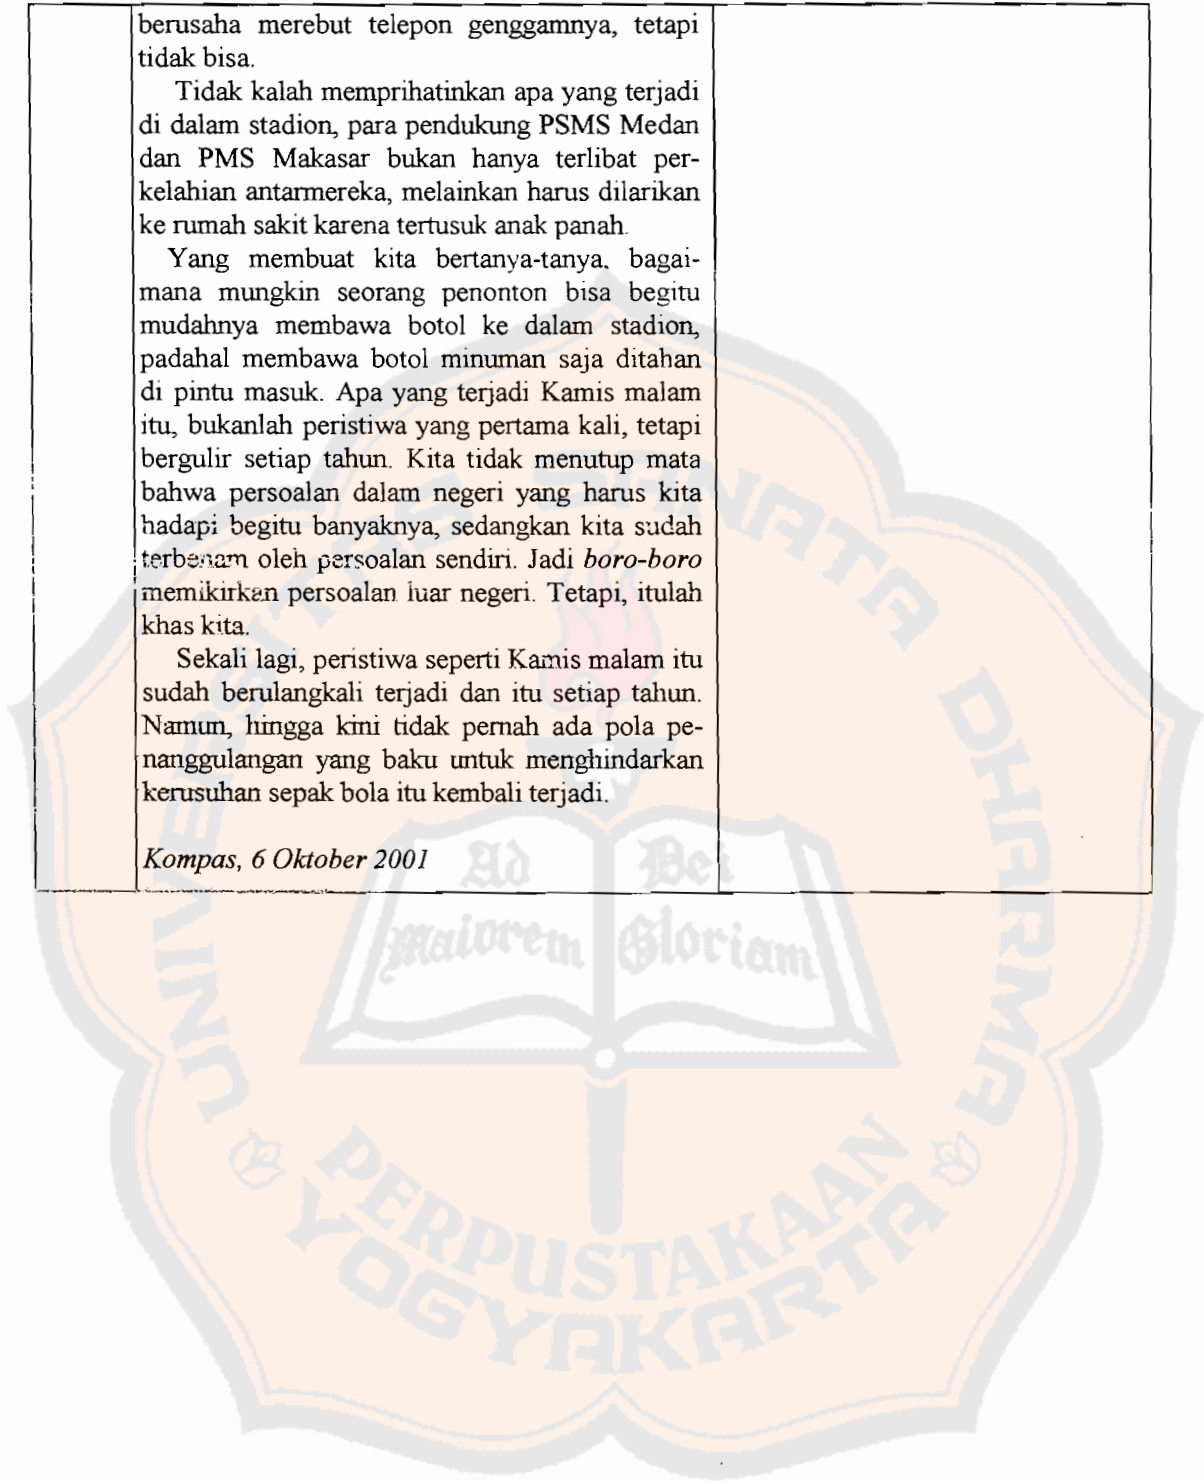 berusaha merebut telepon genggamnya, tetapi
tidak bisa.
Tidak kalah memprihatinkan apa yang terjadi
di dalam stadion, para pendukung PSMS Medan
dan PMS Makasar bukan hanya terlibat per-
kelahian antarmereka, melainkan harus dilarikan
ke rumah sakit karena tertusuk anak panah.
Yang membuat kita bertanya-tanya, bagai-
mana mungkin seorang penonton bisa begitu
mudahnya membawa botol ke dalam stadion,
padahal membawa botol minuman saja ditahan
di pintu masuk. Apa yang terjadi Kamis malam
itu, bukanlah peristiwa yang pertama kali, tetapi
bergulir setiap tahun. Kita tidak menutup mata
bahwa persoalan dalam negeri yang harus kita
hadapi begitu banyaknya, sedangkan kita sudah
terbenam oleh persoalan sendiri. Jadi boro-boro
memikirkan persoalan luar negeri. Tetapi, itulah
khas kita.
Sekali lagi, peristiwa seperti Kamis malam itu
sudah berulangkali terjadi dan itu setiap tahun.
Namun, hingga kini tidak pernah ada pola pe-
nanggulangan yang baku untuk menghindarkan
kerusuhan sepak bola itu kembali terjadi.
Kompas, 6 Oktober 2001
UNIVERSITAS SANATA DHARMA
Ad Dei
maiorem Gloriam
PERPUSTAKAAN
YOGYAKARTA